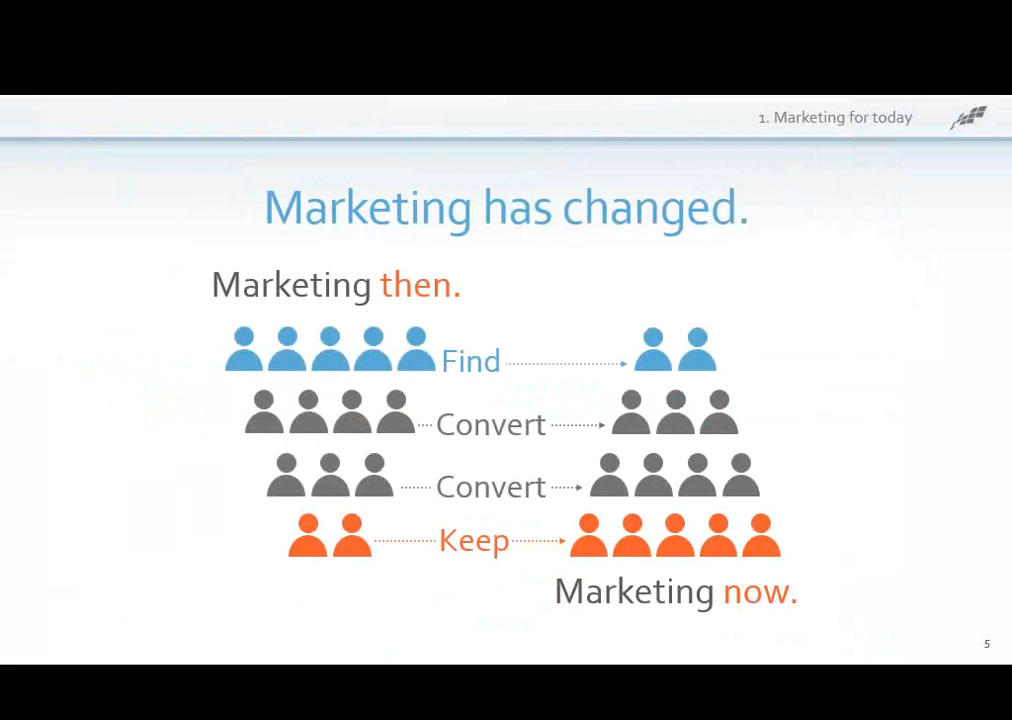 1. Marketing for today
Marketing has changed.
Marketing then.
Find
Convert
Convert
Keep
Marketing now.
5